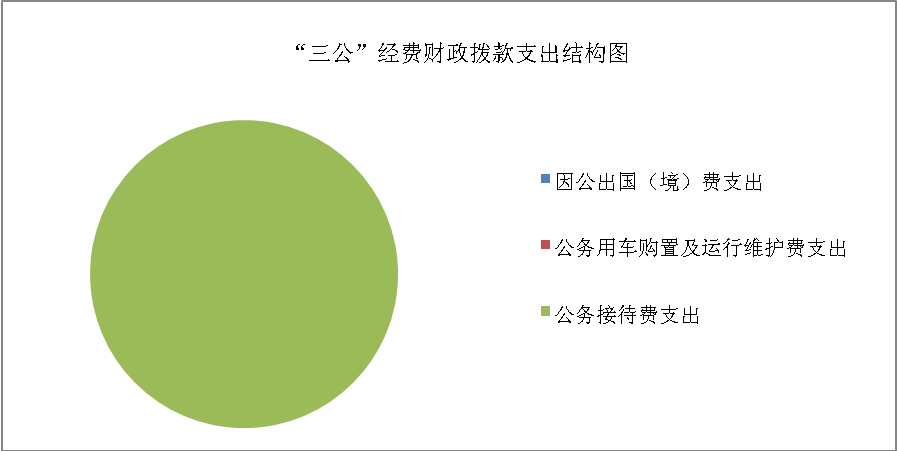 “三公”经费财政拨款支出结构图
因公出国（境）费支出
公务用车购置及运行维护费支出
公务接待费支出